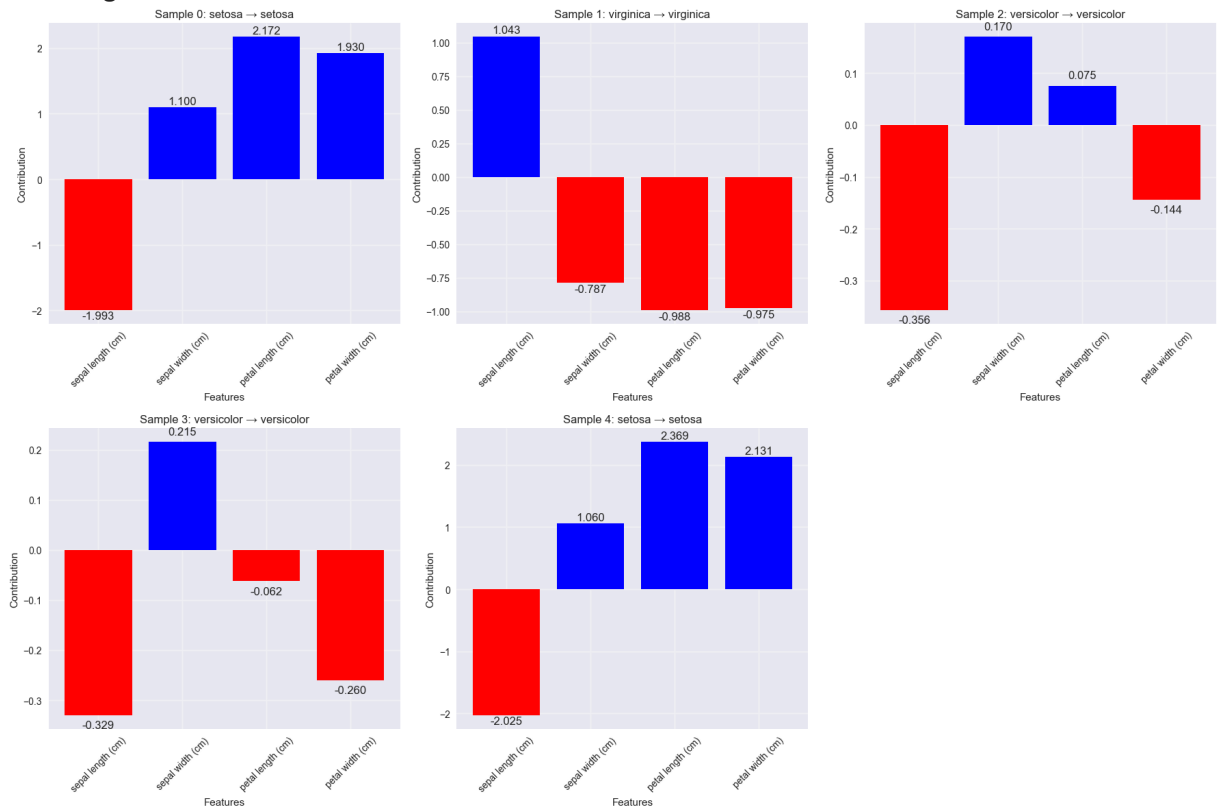 Sample 0: setosa → setosa
2.172
1.930
1.100
-1.993
2
1
0
−1
−2
Contribution
sepal length (cm)
sepal width (cm)
petal length (cm)
petal width (cm)
Features
Sample 1: virginica → virginica
1.043
-0.787
-0.988
-0.975
1.00
0.75
0.50
0.25
0.00
−0.25
−0.50
−0.75
−1.00
Contribution
sepal length (cm)
sepal width (cm)
petal length (cm)
petal width (cm)
Features
Sample 2: versicolor → versicolor
0.170
0.075
-0.144
-0.356
0.1
0.0
−0.1
−0.2
−0.3
Contribution
sepal length (cm)
sepal width (cm)
petal length (cm)
petal width (cm)
Features
Sample 3: versicolor → versicolor
0.215
-0.062
-0.260
-0.329
0.2
0.1
0.0
−0.1
−0.2
−0.3
Contribution
sepal length (cm)
sepal width (cm)
petal length (cm)
petal width (cm)
Features
Sample 4: setosa → setosa
2.369
2.131
1.060
-2.025
2
1
0
−1
−2
Contribution
sepal length (cm)
sepal width (cm)
petal length (cm)
petal width (cm)
Features